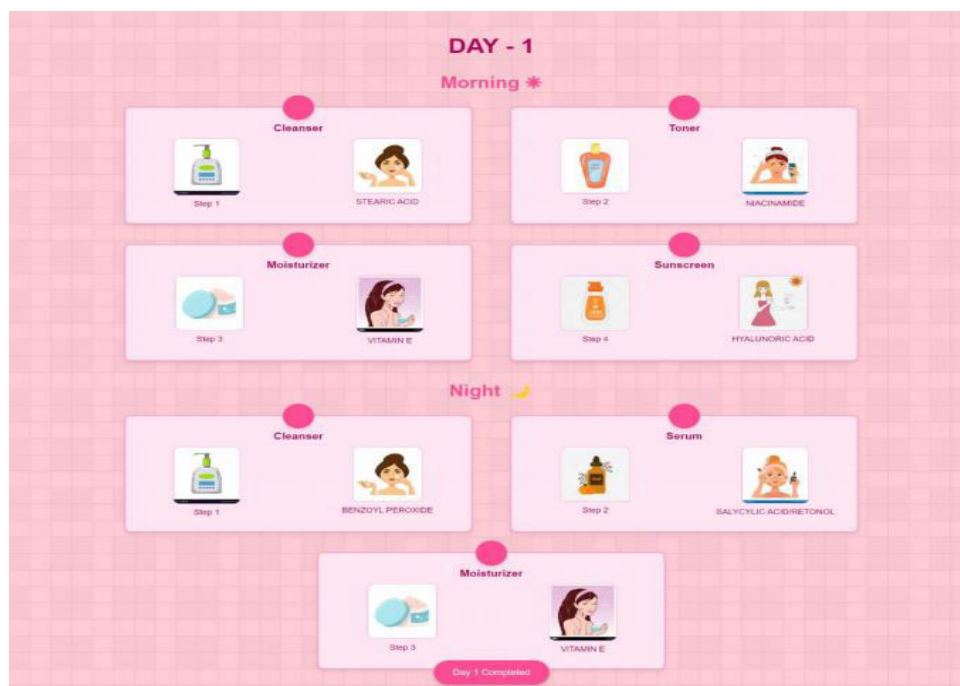 DAY - 1
Morning ☀
Cleanser
Step 1
STEARIC ACID
Toner
Step 2
NIACINAMIDE
Moisturizer
Step 3
VITAMIN E
Sunscreen
Step 4
HYALUNORIC ACID
Night 🌙
Cleanser
Step 1
BENZOYL PEROXIDE
Serum
Step 2
SALYCYLIC ACID/RETONOL
Moisturizer
Step 3
VITAMIN E
Day 1 Completed